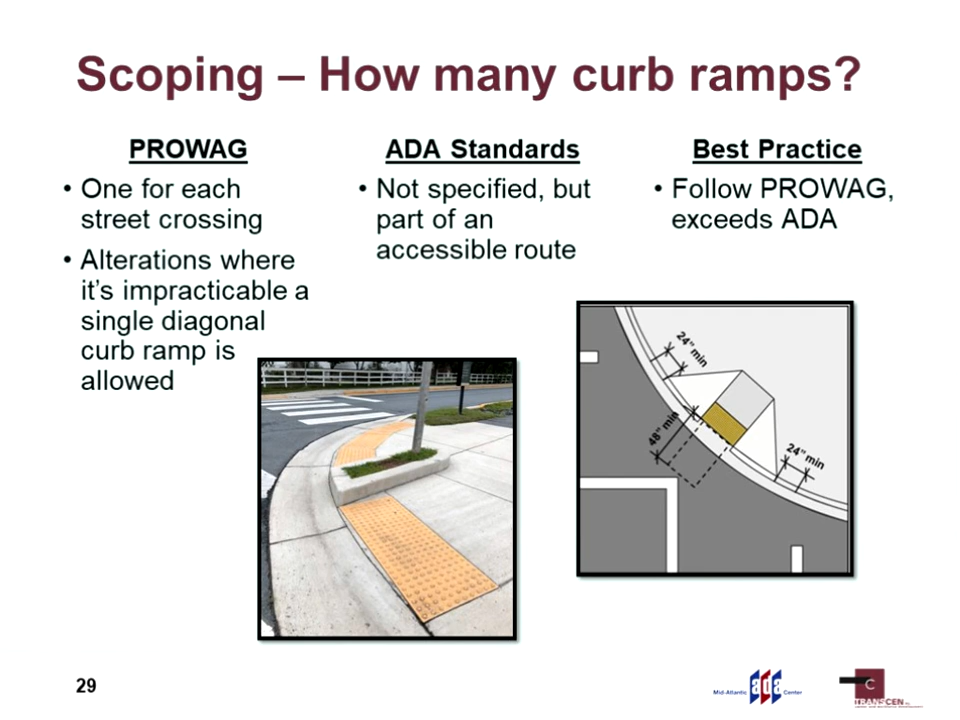 Scoping – How many curb ramps?
PROWAG
• One for each
street crossing
• Alterations where
it's impracticable a
single diagonal
curb ramp is
allowed
ADA Standards
• Not specified, but
part of an
accessible route
Best Practice
• Follow PROWAG,
exceeds ADA
24" min
48" min
24" min
29
Mid-Atlantic ada Center
C
TRANSCEN